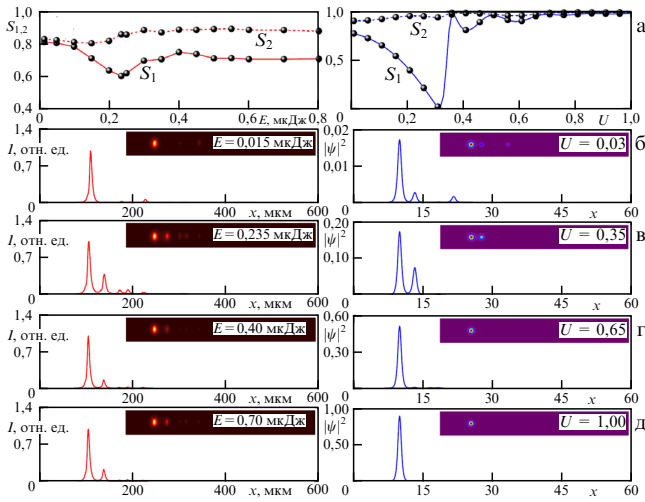 S₁,₂
1,0
0,8
0,6
0,4
0
0,2
0,4
0,6
E, мкДж
0,8
S₂
S₁
1,0
0,5
0
0,2
0,4
0,6
0,8
U
1,0
S₂
S₁
а
I, отн. ед.
1,4
0,7
0
200
400
x, мкм
600
E = 0,015 мкДж
|ψ|²
0,02
0,01
0
15
30
45
x
60
U = 0,03
б
I, отн. ед.
1,4
0,7
0
200
400
x, мкм
600
E = 0,235 мкДж
|ψ|²
0,20
0,10
0
15
30
45
x
60
U = 0,35
в
I, отн. ед.
1,4
0,7
0
200
400
x, мкм
600
E = 0,40 мкДж
|ψ|²
0,60
0,30
0
15
30
45
x
60
U = 0,65
г
I, отн. ед.
1,4
0,7
0
200
400
x, мкм
600
E = 0,70 мкДж
|ψ|²
1,00
0,50
0
15
30
45
x
60
U = 1,00
д